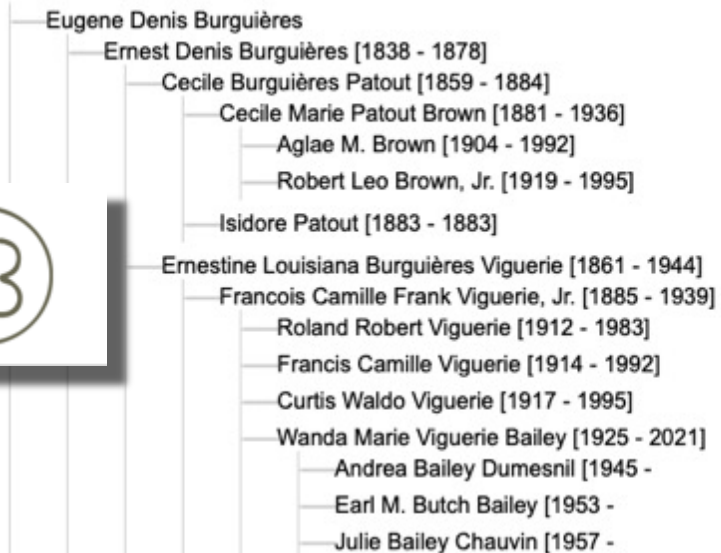 Eugene Denis Burguières
Ernest Denis Burguières [1838 - 1878]
Cecile Burguières Patout [1859 - 1884]
Cecile Marie Patout Brown [1881 - 1936]
Aglae M. Brown [1904 - 1992]
Robert Leo Brown, Jr. [1919 - 1995]
Isidore Patout [1883 - 1883]
Ernestine Louisiana Burguières Viguerie [1861 - 1944]
Francois Camille Frank Viguerie, Jr. [1885 - 1939]
Roland Robert Viguerie [1912 - 1983]
Francis Camille Viguerie [1914 - 1992]
Curtis Waldo Viguerie [1917 - 1995]
Wanda Marie Viguerie Bailey [1925 - 2021]
Andrea Bailey Dumesnil [1945 -
Earl M. Butch Bailey [1953 -
Julie Bailey Chauvin [1957 -